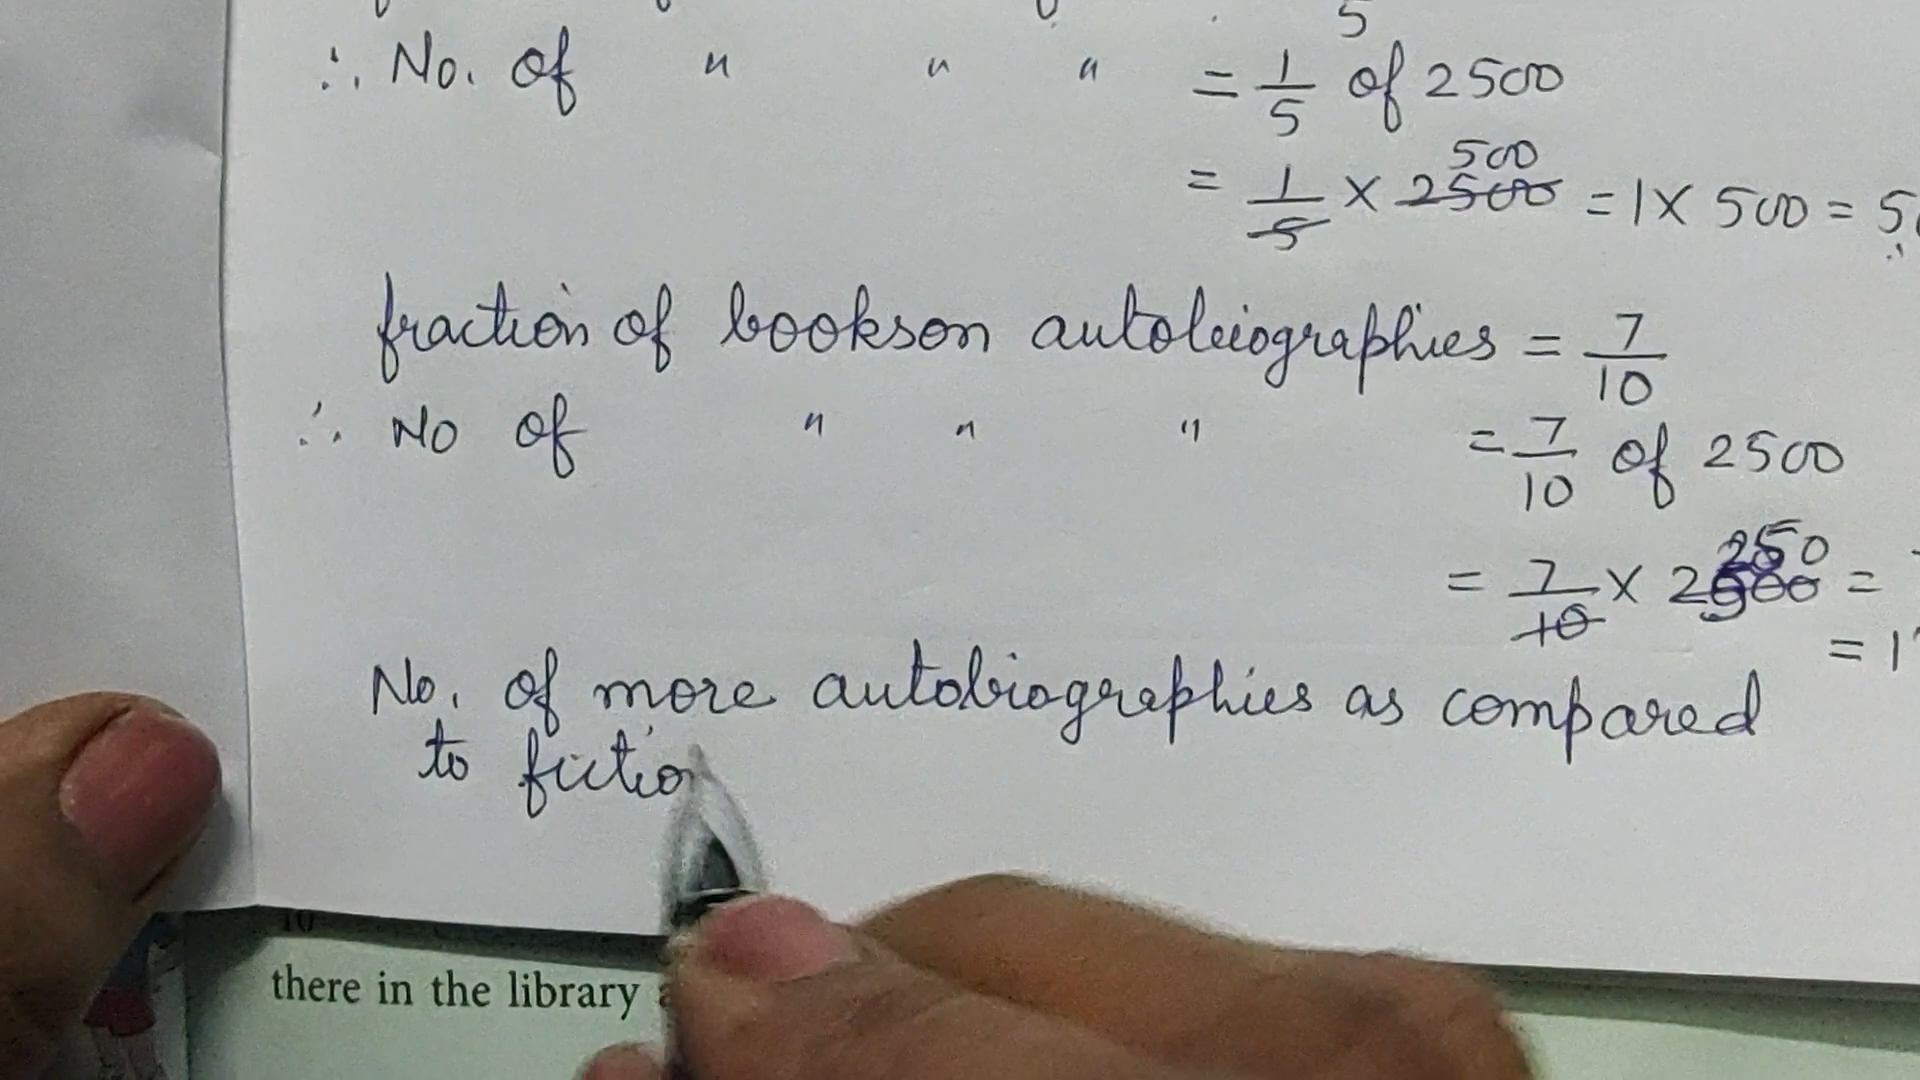 5
∴ No. of " " " = 1/5 of 2500
500
= 1/5 × 2500 = 1 × 500 = 5
fraction of bookson autobiographies = 7/10
∴ No of " " " = 7/10 of 2500
250
= 7/10 × 2500 =
= 1
No. of more autobiographies as compared
to fictio
10
there in the library